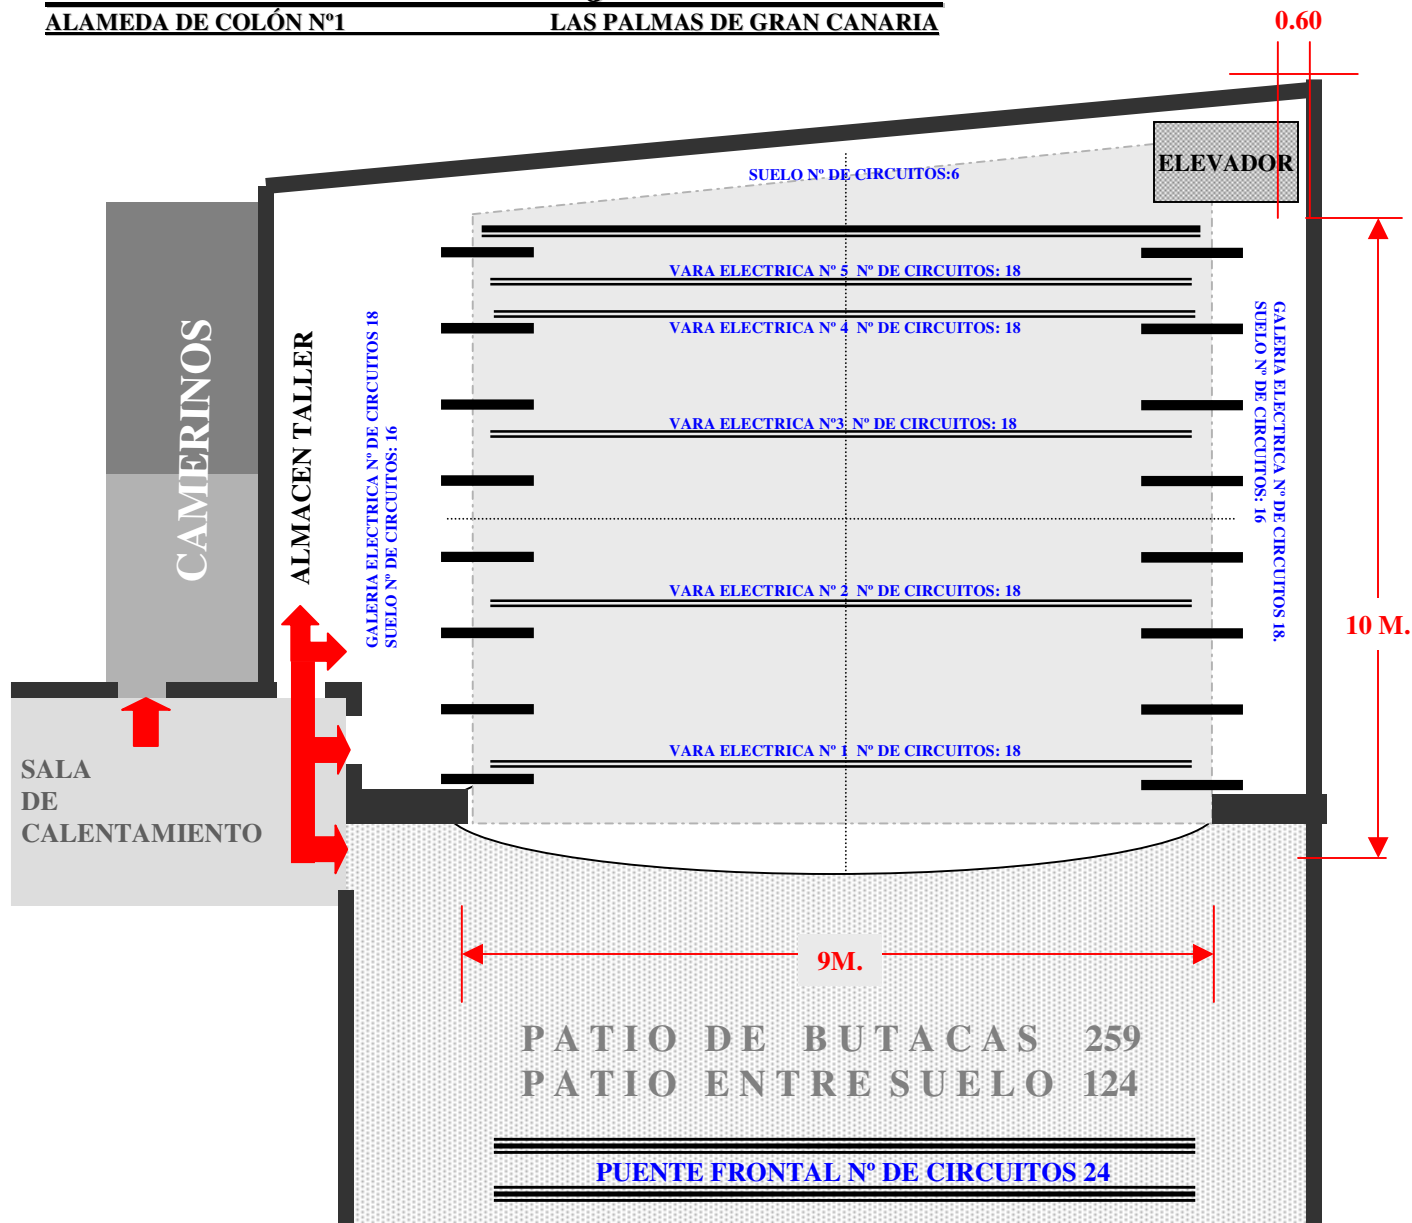 ALAMEDA DE COLÓN Nº1 LAS PALMAS DE GRAN CANARIA
0.60
ELEVADOR
SUELO Nº DE CIRCUITOS:6
VARA ELECTRICA Nº 5 Nº DE CIRCUITOS: 18
VARA ELECTRICA Nº 4 Nº DE CIRCUITOS: 18
VARA ELECTRICA Nº3 Nº DE CIRCUITOS: 18
VARA ELECTRICA Nº 2 Nº DE CIRCUITOS: 18
VARA ELECTRICA Nº 1 Nº DE CIRCUITOS: 18
CAMERINOS
ALMACEN TALLER
GALERIA ELECTRICA Nº DE CIRCUITOS 18
SUELO Nº DE CIRCUITOS: 16
GALERIA ELECTRICA Nº DE CIRCUITOS 18.
SUELO Nº DE CIRCUITOS: 16
10 M.
SALA
DE
CALENTAMIENTO
9M.
PATIO DE BUTACAS 259
PATIO ENTRESUELO 124
PUENTE FRONTAL Nº DE CIRCUITOS 24